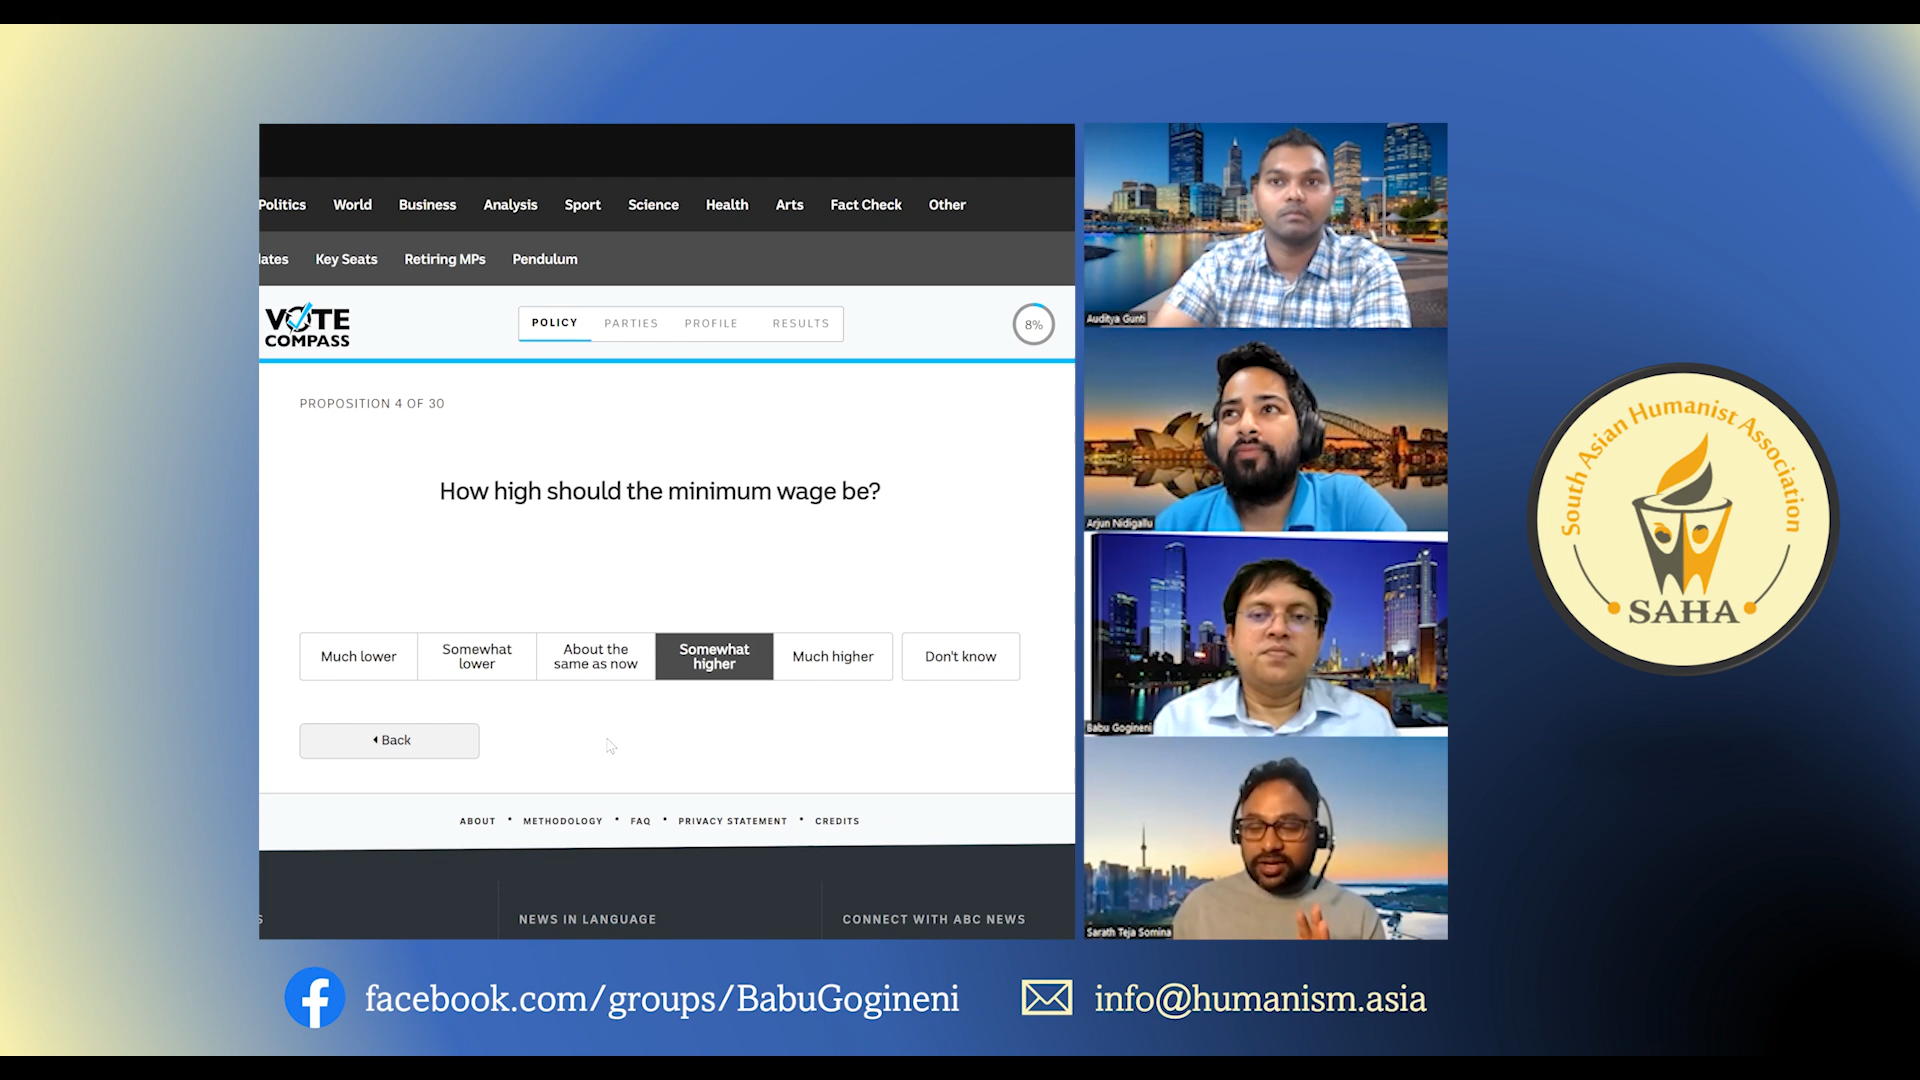 Politics World Business Analysis Sport Science Health Arts Fact Check Other
Key Seats Retiring MPs Pendulum
VOTE
COMPASS
POLICY PARTIES PROFILE RESULTS
8%
PROPOSITION 4 OF 30
How high should the minimum wage be?
Much lower
Somewhat
lower
About the
same as now
Somewhat
higher
Much higher
Don't know
Back
ABOUT • METHODOLOGY • FAQ • PRIVACY STATEMENT • CREDITS
NEWS IN LANGUAGE
CONNECT WITH ABC NEWS
Auditya Gunti
Arjun Nidigallu
Babu Gogineni
Sarath Teja Somina
South Asian Humanist Association
SAHA
facebook.com/groups/BabuGogineni
info@humanism.asia